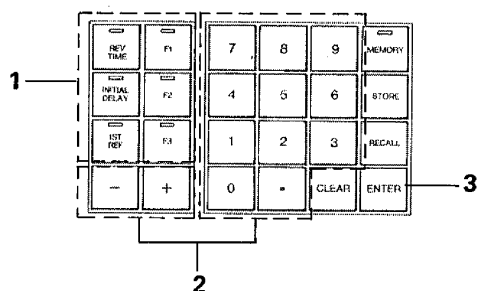 REV TIME F1 7 8 9 MEMORY
1
INITIAL DELAY F2 4 5 6 STORE
1ST REF F3 1 2 3 RECALL
− + 0 . CLEAR ENTER 3
2